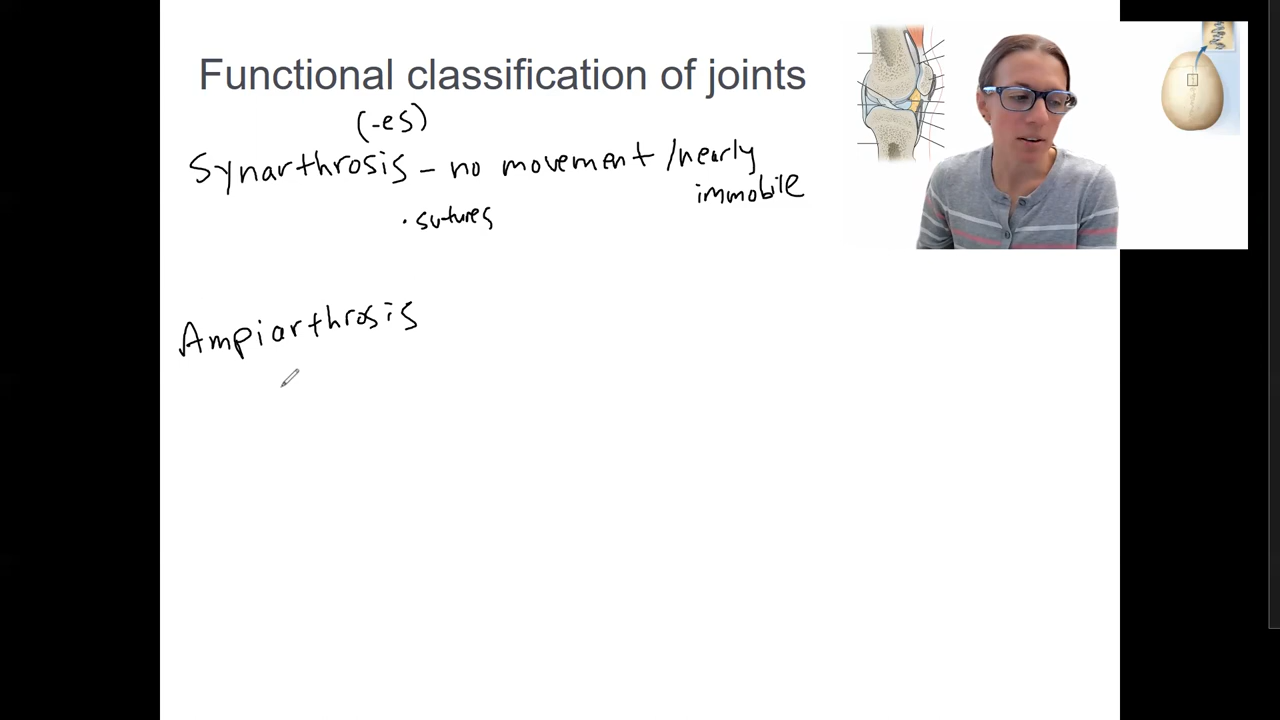 Functional classification of joints
(-es)
Synarthrosis - no movement / nearly
immobile
• sutures
Ampiarthrosis